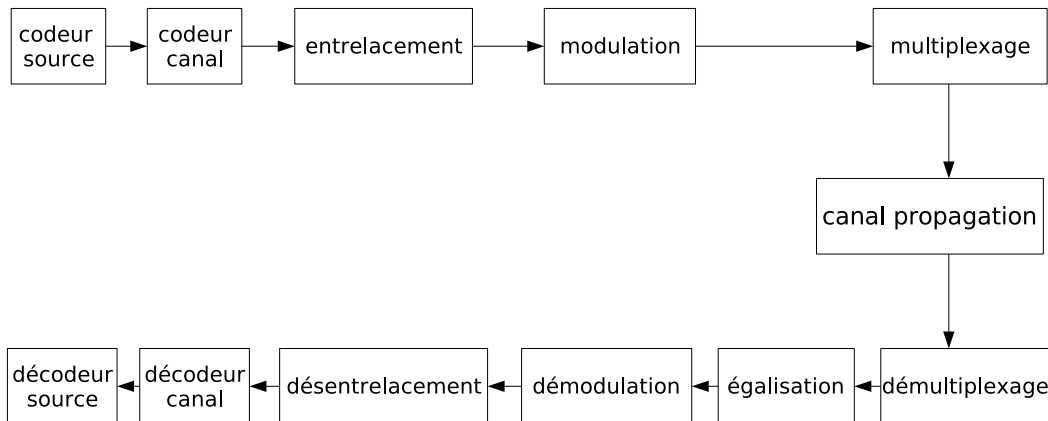 codeur
source
codeur
canal
entrelacement
modulation
multiplexage
canal propagation
décodeur
source
décodeur
canal
désentrelacement
démodulation
égalisation
démultiplexage